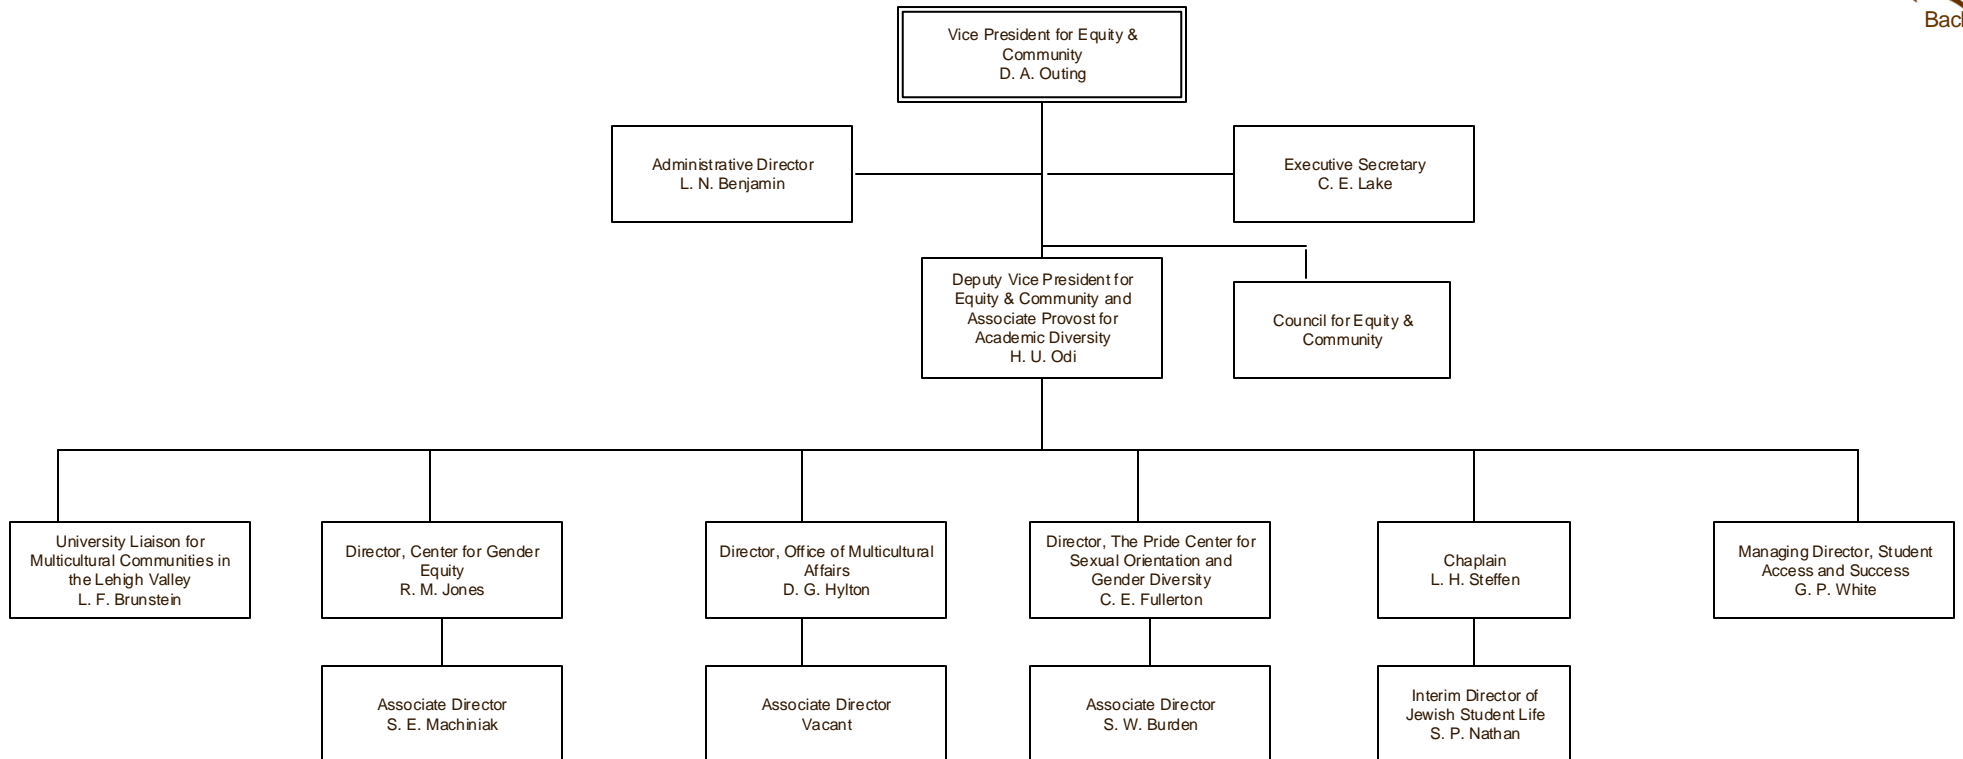 Back
Vice President for Equity &
Community
D. A. Outing
Administrative Director
L. N. Benjamin
Executive Secretary
C. E. Lake
Deputy Vice President for
Equity & Community and
Associate Provost for
Academic Diversity
H. U. Odi
Council for Equity &
Community
University Liaison for
Multicultural Communities in
the Lehigh Valley
L. F. Brunstein
Director, Center for Gender
Equity
R. M. Jones
Director, Office of Multicultural
Affairs
D. G. Hylton
Director, The Pride Center for
Sexual Orientation and
Gender Diversity
C. E. Fullerton
Chaplain
L. H. Steffen
Managing Director, Student
Access and Success
G. P. White
Associate Director
S. E. Machiniak
Associate Director
Vacant
Associate Director
S. W. Burden
Interim Director of
Jewish Student Life
S. P. Nathan